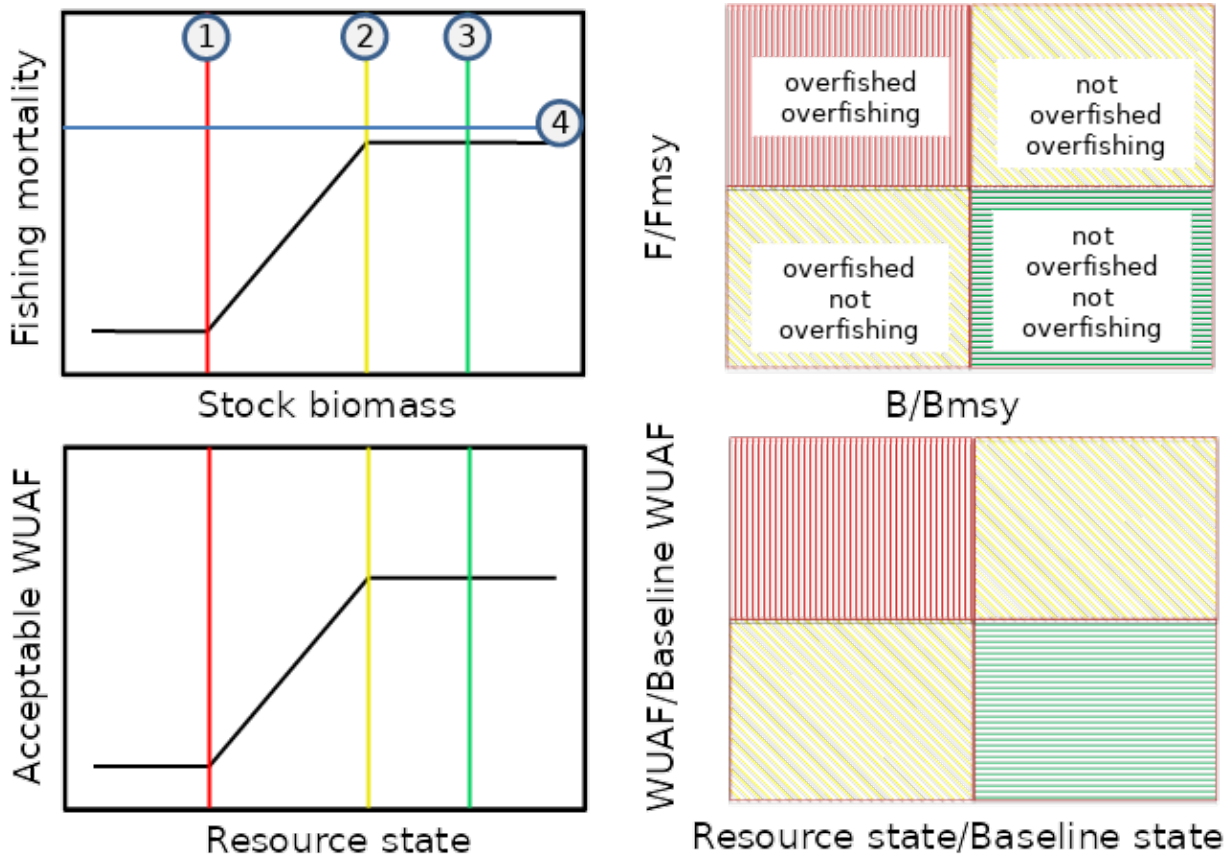 1
2
3
4
Fishing mortality
Stock biomass
overfished
overfishing
not
overfished
overfishing
overfished
not
overfishing
not
overfished
not
overfishing
F/Fmsy
B/Bmsy
Acceptable WUAF
Resource state
WUAF/Baseline WUAF
Resource state/Baseline state